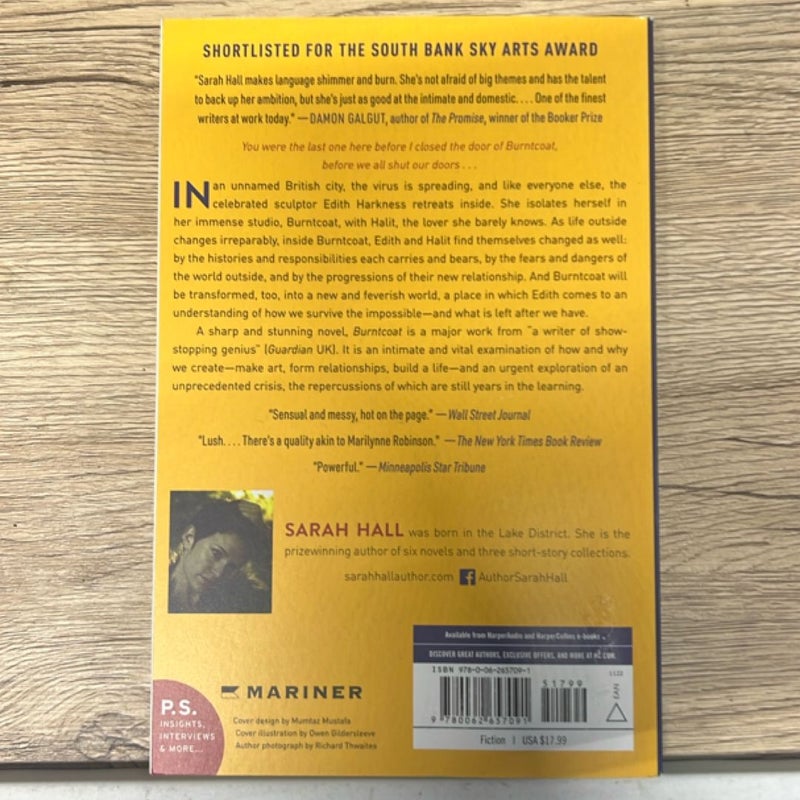 SHORTLISTED FOR THE SOUTH BANK SKY ARTS AWARD
"Sarah Hall makes language shimmer and burn. She's not afraid of big themes and has the talent
to back up her ambition, but she's just as good at the intimate and domestic. . . . One of the finest
writers at work today." —DAMON GALGUT, author of The Promise, winner of the Booker Prize
You were the last one here before I closed the door of Burntcoat,
before we all shut our doors . . .
IN an unnamed British city, the virus is spreading, and like everyone else, the
celebrated sculptor Edith Harkness retreats inside. She isolates herself in
her immense studio, Burntcoat, with Halit, the lover she barely knows. As life outside
changes irreparably, inside Burntcoat, Edith and Halit find themselves changed as well:
by the histories and responsibilities each carries and bears, by the fears and dangers of
the world outside, and by the progressions of their new relationship. And Burntcoat will
be transformed, too, into a new and feverish world, a place in which Edith comes to an
understanding of how we survive the impossible—and what is left after we have.
A sharp and stunning novel, Burntcoat is a major work from "a writer of show-
stopping genius" (Guardian UK). It is an intimate and vital examination of how and why
we create—make art, form relationships, build a life—and an urgent exploration of an
unprecedented crisis, the repercussions of which are still years in the learning.
"Sensual and messy, hot on the page." —Wall Street Journal
"Lush. . . . There's a quality akin to Marilynne Robinson." —The New York Times Book Review
"Powerful." —Minneapolis Star Tribune
SARAH HALL was born in the Lake District. She is the
prizewinning author of six novels and three short-story collections.
sarahhallauthor.com f AuthorSarahHall
Available from HarperAudio and HarperCollins e-books
DISCOVER GREAT AUTHORS, EXCLUSIVE OFFERS, AND MORE AT HC.COM.
ISBN 978-0-06-265709-1
51799
1122
EAN
9 780062 657091
Fiction | USA $17.99
MARINER
P.S.
INSIGHTS,
INTERVIEWS
& MORE...
Cover design by Mumtaz Mustafa
Cover illustration by Owen Gildersleeve
Author photograph by Richard Thwaites